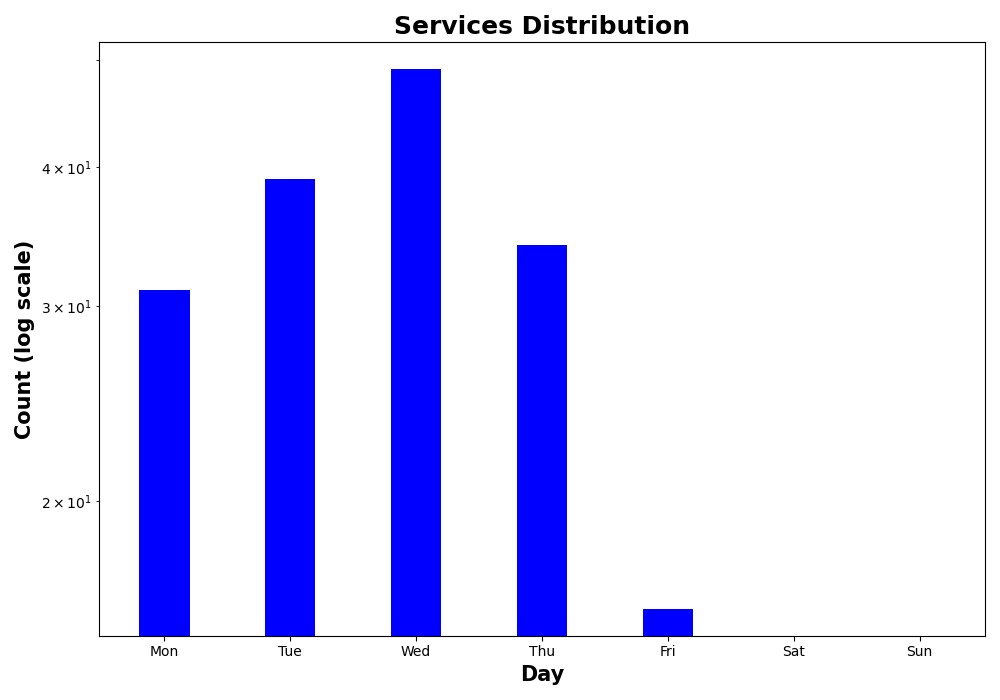 Services Distribution
Count (log scale)
4 × 10¹
3 × 10¹
2 × 10¹
Mon Tue Wed Thu Fri Sat Sun
Day